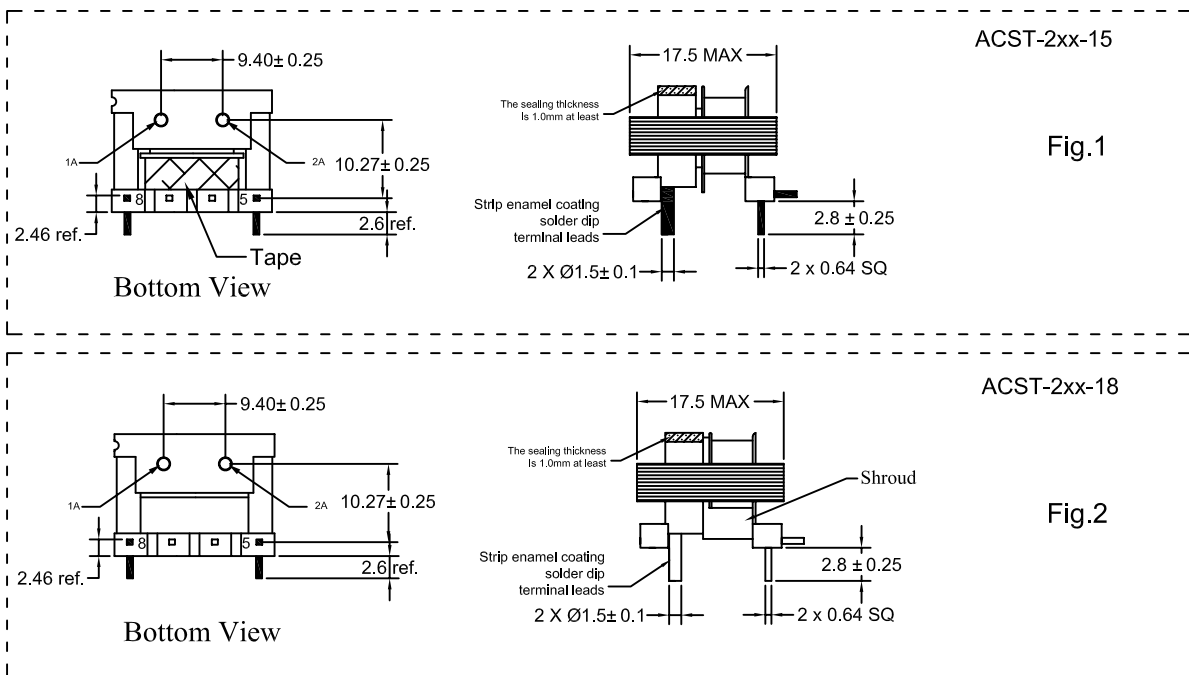 ACST-2xx-15
Fig.1
9.40± 0.25
1A
2A
10.27± 0.25
8
5
2.46 ref.
2.6 ref.
Tape
Bottom View
17.5 MAX
The sealing thickness
Is 1.0mm at least
Strip enamel coating
solder dip
terminal leads
2.8 ± 0.25
2 X Ø1.5± 0.1
2 x 0.64 SQ
ACST-2xx-18
Fig.2
9.40± 0.25
1A
2A
10.27± 0.25
8
5
2.46 ref.
2.6 ref.
Bottom View
17.5 MAX
The sealing thickness
Is 1.0mm at least
Shroud
Strip enamel coating
solder dip
terminal leads
2.8 ± 0.25
2 X Ø1.5± 0.1
2 x 0.64 SQ